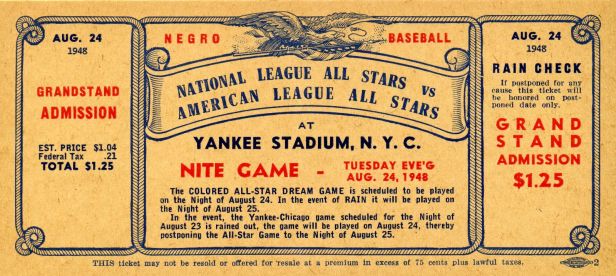 AUG. 24
1948
GRANDSTAND
ADMISSION
EST. PRICE $1.04
Federal Tax .21
TOTAL $1.25
NEGRO BASEBALL
NATIONAL LEAGUE ALL STARS vs
AMERICAN LEAGUE ALL STARS
AT
YANKEE STADIUM, N. Y. C.
NITE GAME - TUESDAY EVE'G
AUG. 24, 1948
The COLORED ALL-STAR DREAM GAME is scheduled to be played
on the Night of August 24. In the event of RAIN it will be played on
the Night of August 25.
In the event, the Yankee-Chicago game scheduled for the Night of
August 23 is rained out, the game will be played on August 24, thereby
postponing the All-Star Game to the Night of August 25.
AUG. 24
1948
RAIN CHECK
If postponed for any
cause this ticket will
be honored on post-
poned date only.
GRAND
STAND
ADMISSION
$1.25
THIS ticket may not be resold or offered for resale at a premium in excess of 75 cents plus lawful taxes.
2